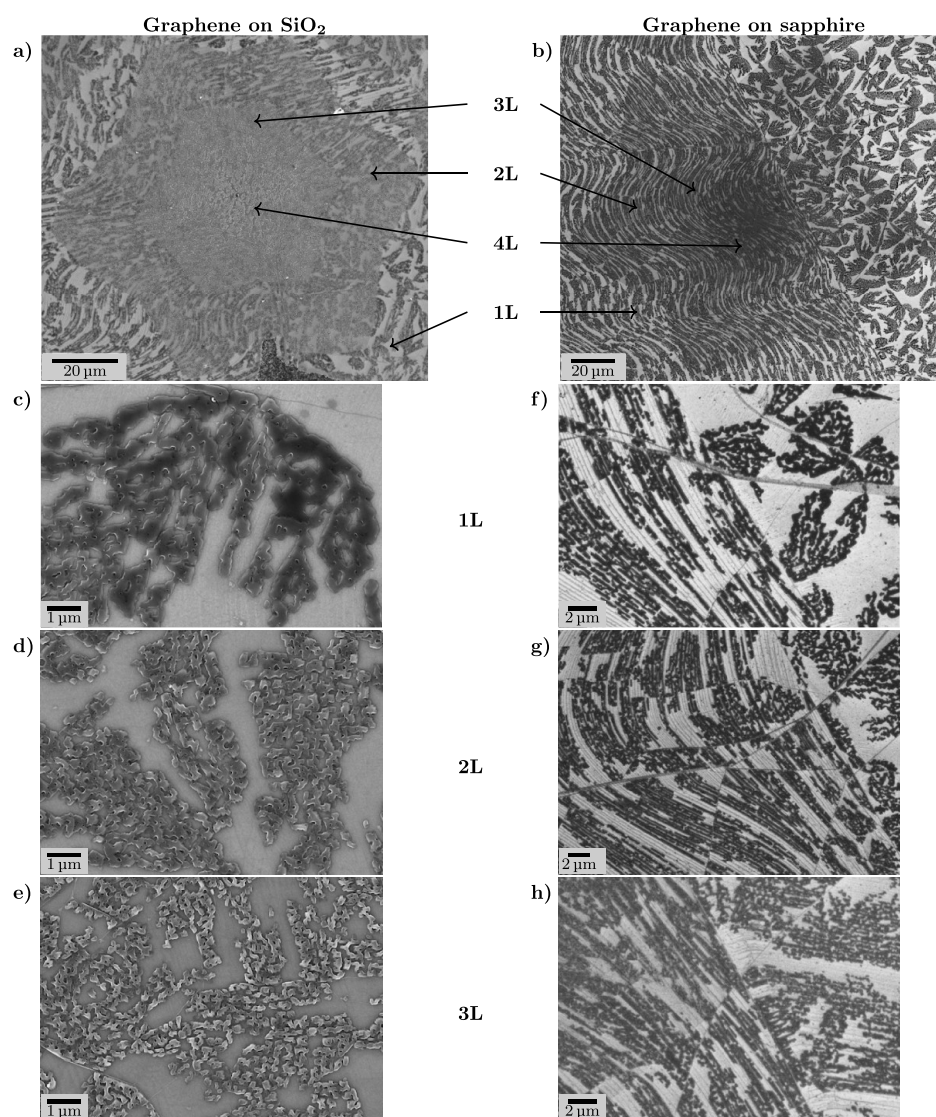 Graphene on SiO₂
Graphene on sapphire
a)
b)
3L
2L
4L
1L
20 µm
20 µm
c)
f)
1L
1 µm
2 µm
d)
g)
2L
1 µm
2 µm
e)
h)
3L
1 µm
2 µm